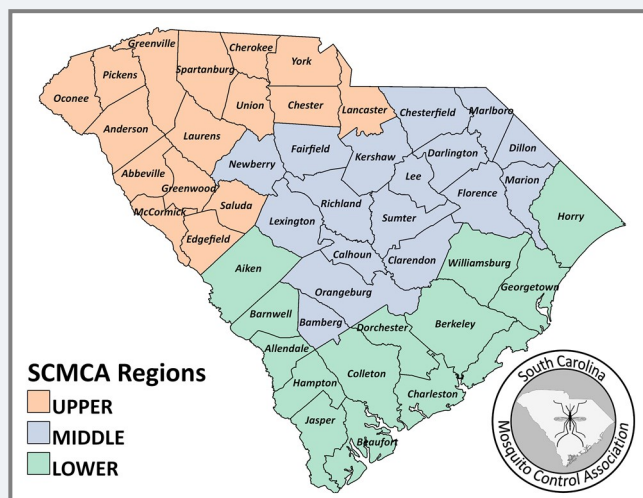 Greenville
Cherokee
York
Pickens
Spartanburg
Oconee
Union
Chester
Lancaster
Anderson
Laurens
Chesterfield
Marlboro
Newberry
Fairfield
Kershaw
Darlington
Dillon
Abbeville
Greenwood
Lee
Marion
McCormick
Saluda
Richland
Florence
Edgefield
Lexington
Sumter
Horry
Aiken
Calhoun
Clarendon
Williamsburg
Orangeburg
Georgetown
Barnwell
Bamberg
Dorchester
Berkeley
Allendale
Hampton
Colleton
Charleston
Jasper
Beaufort
SCMCA Regions
UPPER
MIDDLE
LOWER
South Carolina
Mosquito Control Association